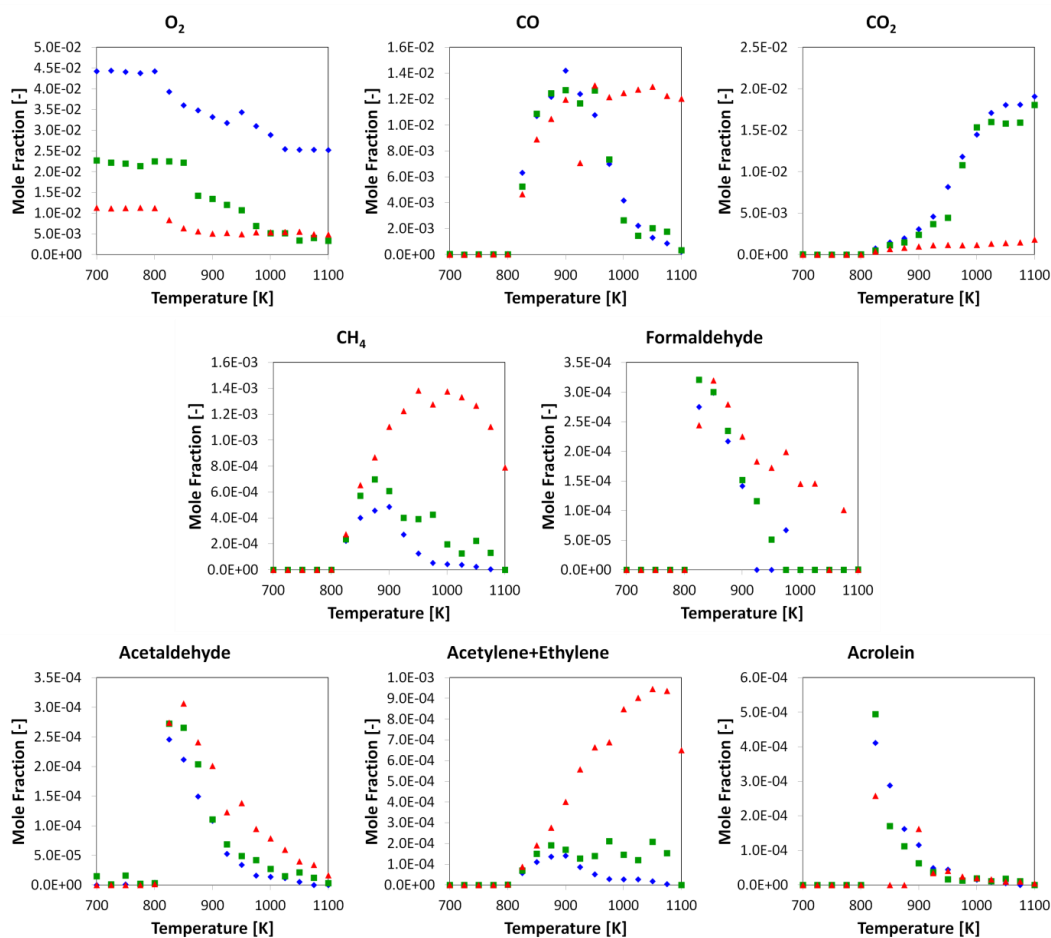 O₂
CO
CO₂
Mole Fraction [-]
5.0E-02
4.5E-02
4.0E-02
3.5E-02
3.0E-02
2.5E-02
2.0E-02
1.5E-02
1.0E-02
5.0E-03
0.0E+00
700 800 900 1000 1100
Temperature [K]
Mole Fraction [-]
1.6E-02
1.4E-02
1.2E-02
1.0E-02
8.0E-03
6.0E-03
4.0E-03
2.0E-03
0.0E+00
700 800 900 1000 1100
Temperature [K]
Mole Fraction [-]
2.5E-02
2.0E-02
1.5E-02
1.0E-02
5.0E-03
0.0E+00
700 800 900 1000 1100
Temperature [K]
CH₄
Formaldehyde
Mole Fraction [-]
1.6E-03
1.4E-03
1.2E-03
1.0E-03
8.0E-04
6.0E-04
4.0E-04
2.0E-04
0.0E+00
700 800 900 1000 1100
Temperature [K]
Mole Fraction [-]
3.5E-04
3.0E-04
2.5E-04
2.0E-04
1.5E-04
1.0E-04
5.0E-05
0.0E+00
700 800 900 1000 1100
Temperature [K]
Acetaldehyde
Acetylene+Ethylene
Acrolein
Mole Fraction [-]
3.5E-04
3.0E-04
2.5E-04
2.0E-04
1.5E-04
1.0E-04
5.0E-05
0.0E+00
700 800 900 1000 1100
Temperature [K]
Mole Fraction [-]
1.0E-03
9.0E-04
8.0E-04
7.0E-04
6.0E-04
5.0E-04
4.0E-04
3.0E-04
2.0E-04
1.0E-04
0.0E+00
700 800 900 1000 1100
Temperature [K]
Mole Fraction [-]
6.0E-04
5.0E-04
4.0E-04
3.0E-04
2.0E-04
1.0E-04
0.0E+00
700 800 900 1000 1100
Temperature [K]